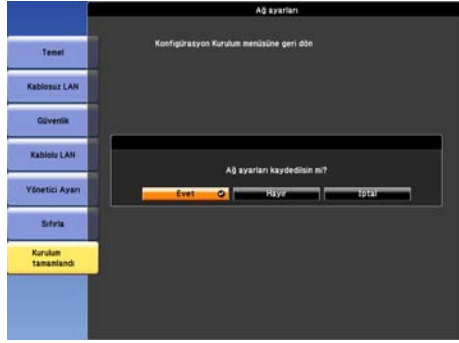 Ağ ayarları
Konfigürasyon Kurulum menüsüne geri dön
Temel
Kablosuz LAN
Güvenlik
Kablolu LAN
Yönetici Ayarı
Sıfırla
Kurulum
tamamlandı
Ağ ayarları kaydedilsin mi?
Evet Hayır İptal